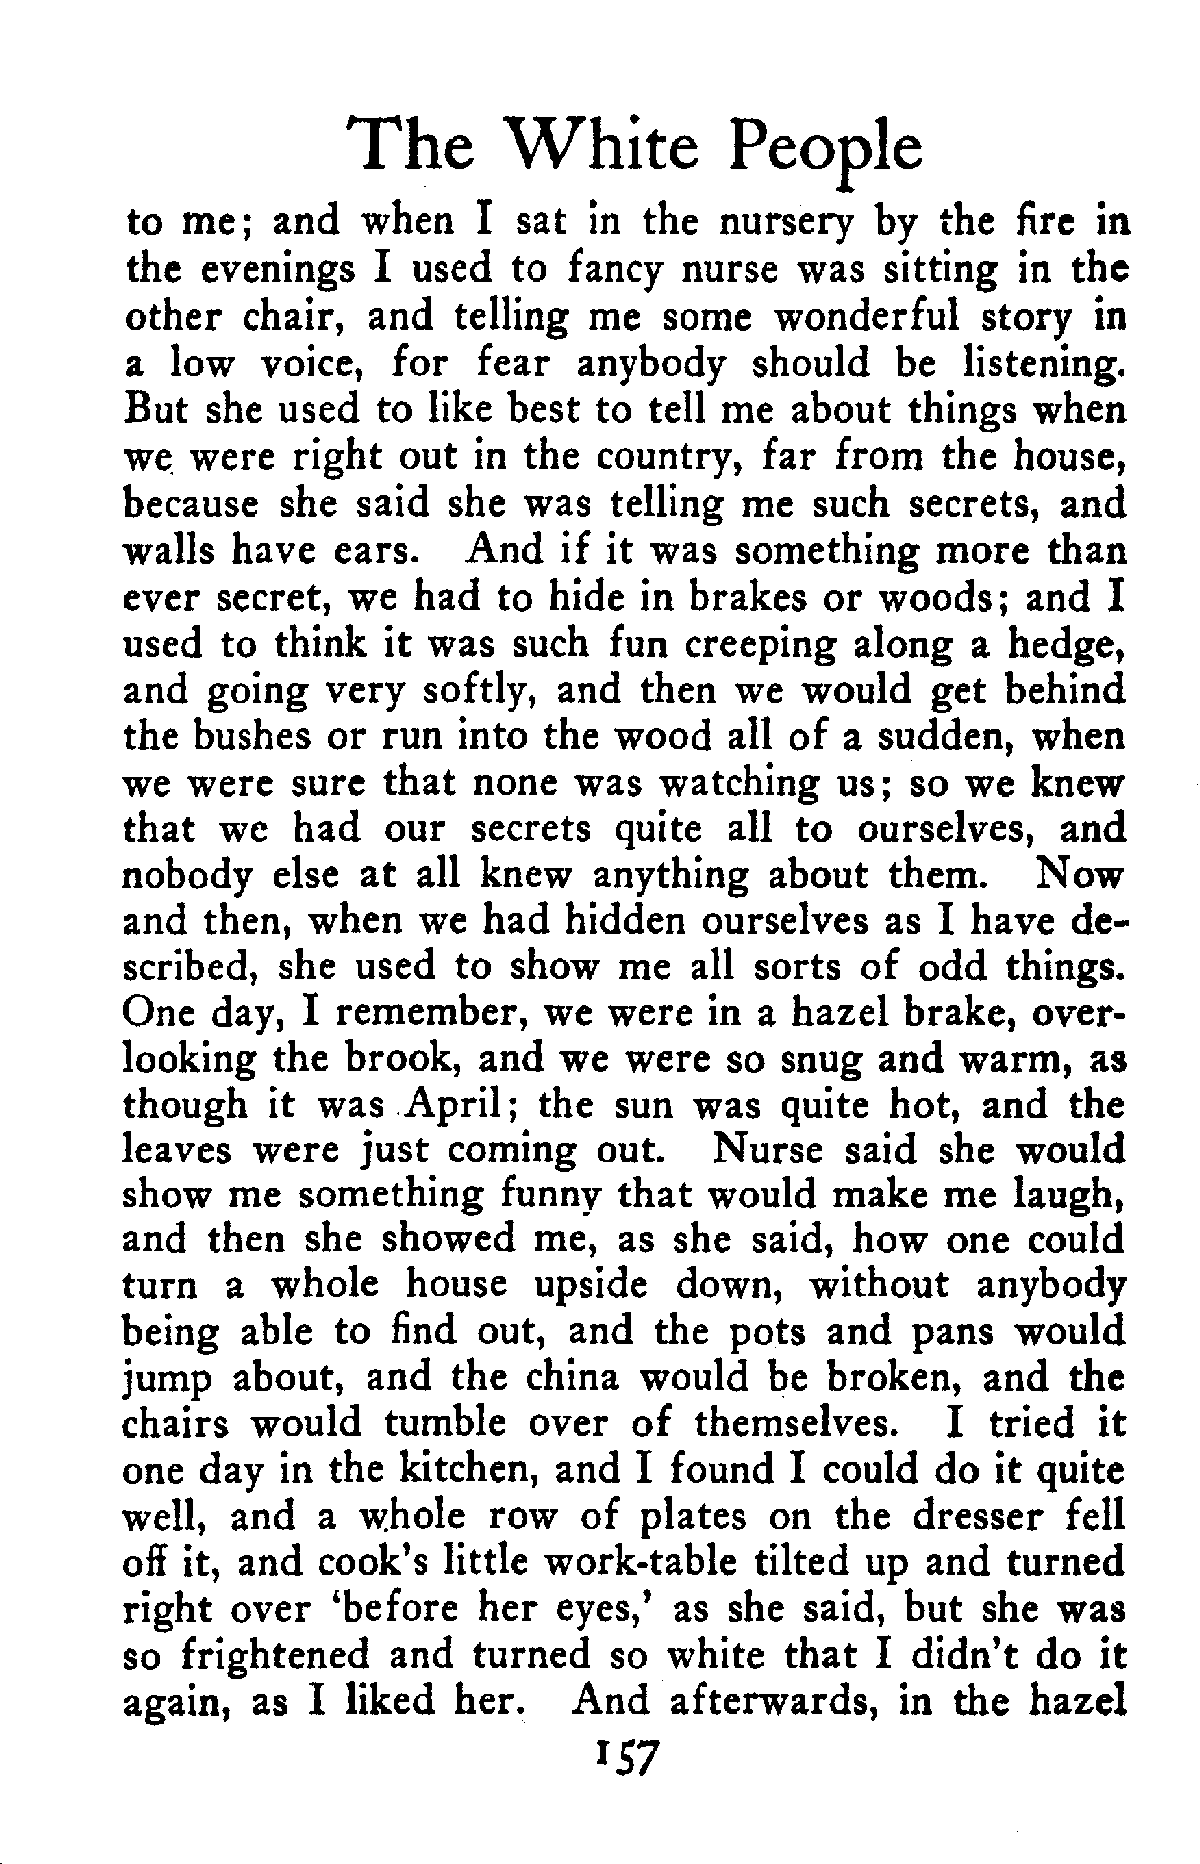 The White People
to me; and when I sat in the nursery by the fire in
the evenings I used to fancy nurse was sitting in the
other chair, and telling me some wonderful story in
a low voice, for fear anybody should be listening.
But she used to like best to tell me about things when
we were right out in the country, far from the house,
because she said she was telling me such secrets, and
walls have ears. And if it was something more than
ever secret, we had to hide in brakes or woods; and I
used to think it was such fun creeping along a hedge,
and going very softly, and then we would get behind
the bushes or run into the wood all of a sudden, when
we were sure that none was watching us; so we knew
that we had our secrets quite all to ourselves, and
nobody else at all knew anything about them. Now
and then, when we had hidden ourselves as I have de-
scribed, she used to show me all sorts of odd things.
One day, I remember, we were in a hazel brake, over-
looking the brook, and we were so snug and warm, as
though it was April; the sun was quite hot, and the
leaves were just coming out. Nurse said she would
show me something funny that would make me laugh,
and then she showed me, as she said, how one could
turn a whole house upside down, without anybody
being able to find out, and the pots and pans would
jump about, and the china would be broken, and the
chairs would tumble over of themselves. I tried it
one day in the kitchen, and I found I could do it quite
well, and a whole row of plates on the dresser fell
off it, and cook's little work-table tilted up and turned
right over 'before her eyes,' as she said, but she was
so frightened and turned so white that I didn't do it
again, as I liked her. And afterwards, in the hazel
157